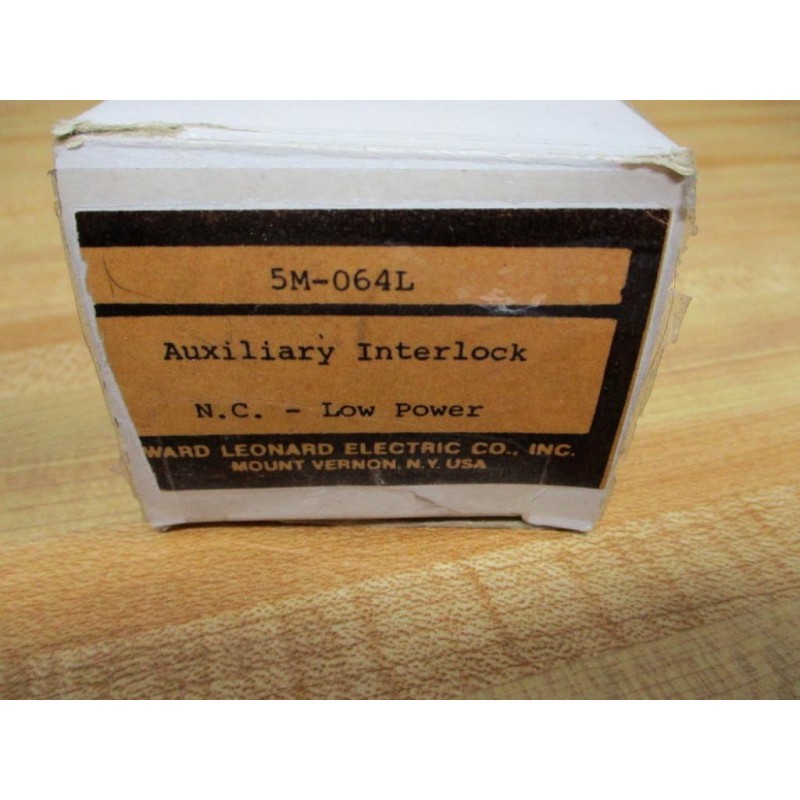 5M-064L
Auxiliary Interlock
N.C. - Low Power
WARD LEONARD ELECTRIC CO., INC.
MOUNT VERNON, N.Y. USA